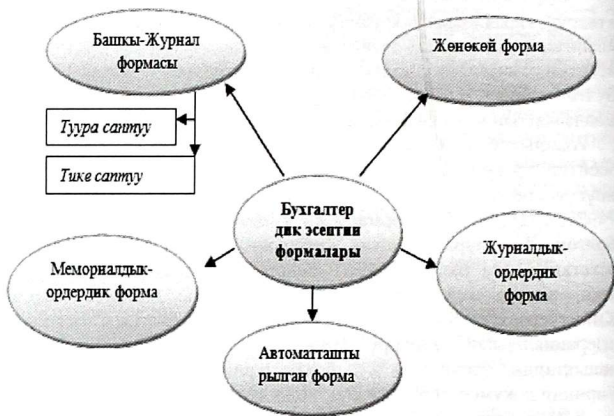 Башкы-Журнал
формасы
Жөнөкөй форма
Туура саптуу
Тике саптуу
Бухгалтер
дик эсептин
формалары
Мемориалдык-
ордердик форма
Журналдык-
ордердик
форма
Автоматташты
рылган форма